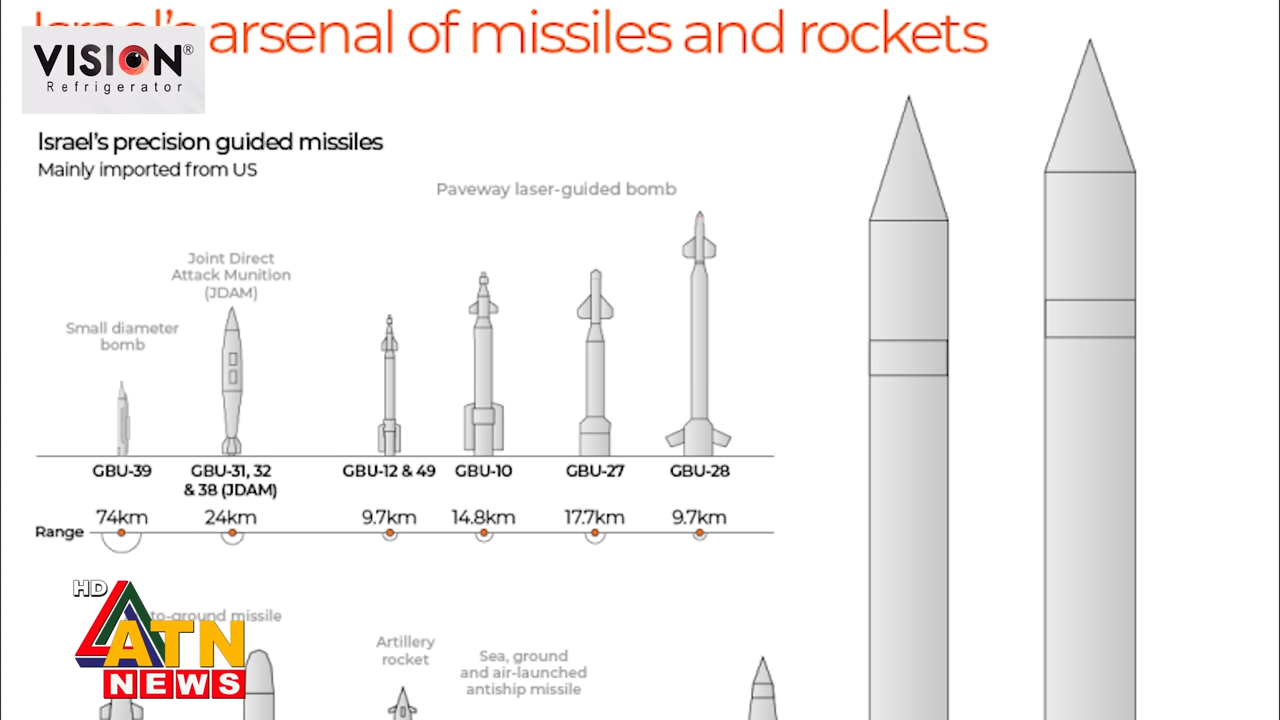 Israel's arsenal of missiles and rockets
VISION®
Refrigerator
Israel's precision guided missiles
Mainly imported from US
Paveway laser-guided bomb
Joint Direct
Attack Munition
(JDAM)
Small diameter
bomb
GBU-39
GBU-31, 32
& 38 (JDAM)
GBU-12 & 49
GBU-10
GBU-27
GBU-28
Range
74km
24km
9.7km
14.8km
17.7km
9.7km
HD
ATN
NEWS
to-ground missile
Artillery
rocket
Sea, ground
and air-launched
antiship missile